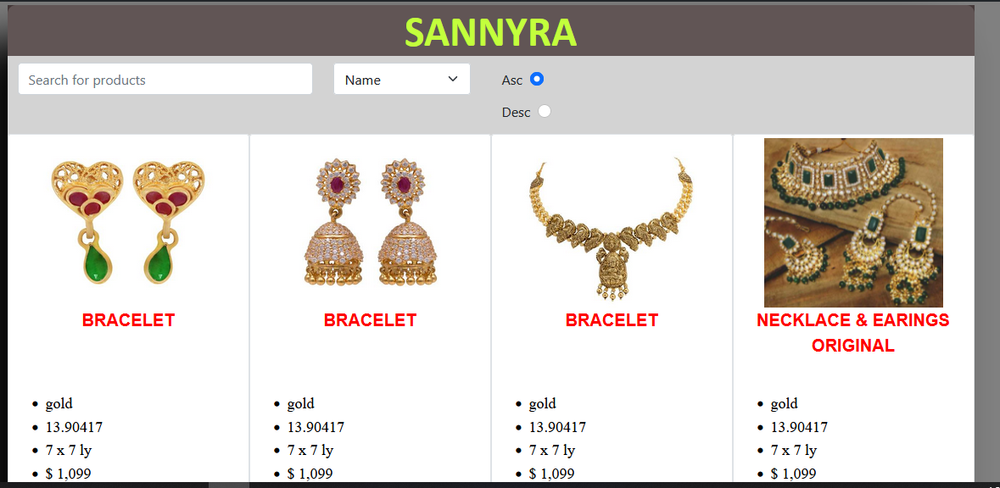 SANNYRA
Search for products
Name
Asc
Desc
BRACELET
gold
13.90417
7 x 7 ly
$ 1,099
BRACELET
gold
13.90417
7 x 7 ly
$ 1,099
BRACELET
gold
13.90417
7 x 7 ly
$ 1,099
NECKLACE & EARINGS
ORIGINAL
gold
13.90417
7 x 7 ly
$ 1,099